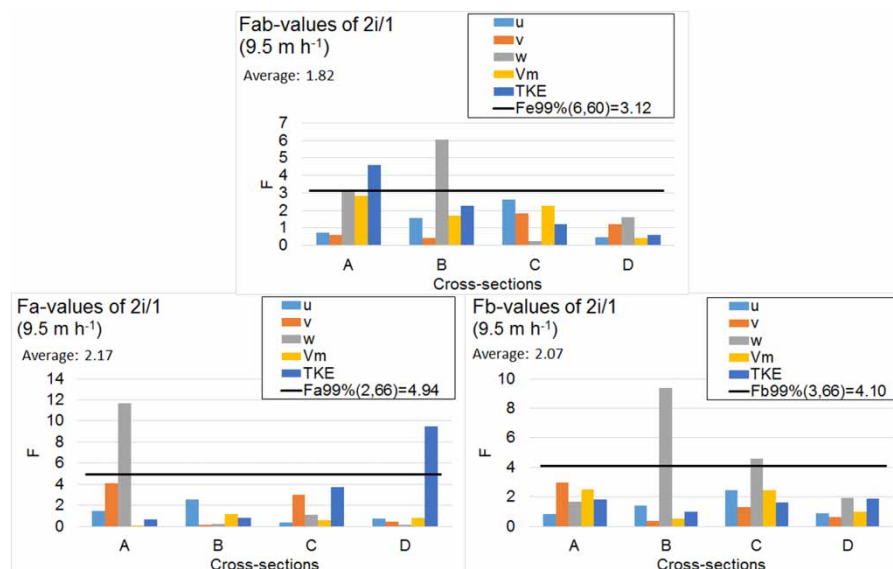 Fab-values of 2i/1
(9.5 m h⁻¹)
Average: 1.82
u
v
w
Vm
TKE
Fe99%(6,60)=3.12
7
6
5
4
3
2
1
0
F
A B C D
Cross-sections
Fa-values of 2i/1
(9.5 m h⁻¹)
Average: 2.17
u
v
w
Vm
TKE
Fa99%(2,66)=4.94
14
12
10
8
6
4
2
0
F
A B C D
Cross-sections
Fb-values of 2i/1
(9.5 m h⁻¹)
Average: 2.07
u
v
w
Vm
TKE
Fb99%(3,66)=4.10
10
8
6
4
2
0
F
A B C D
Cross-sections